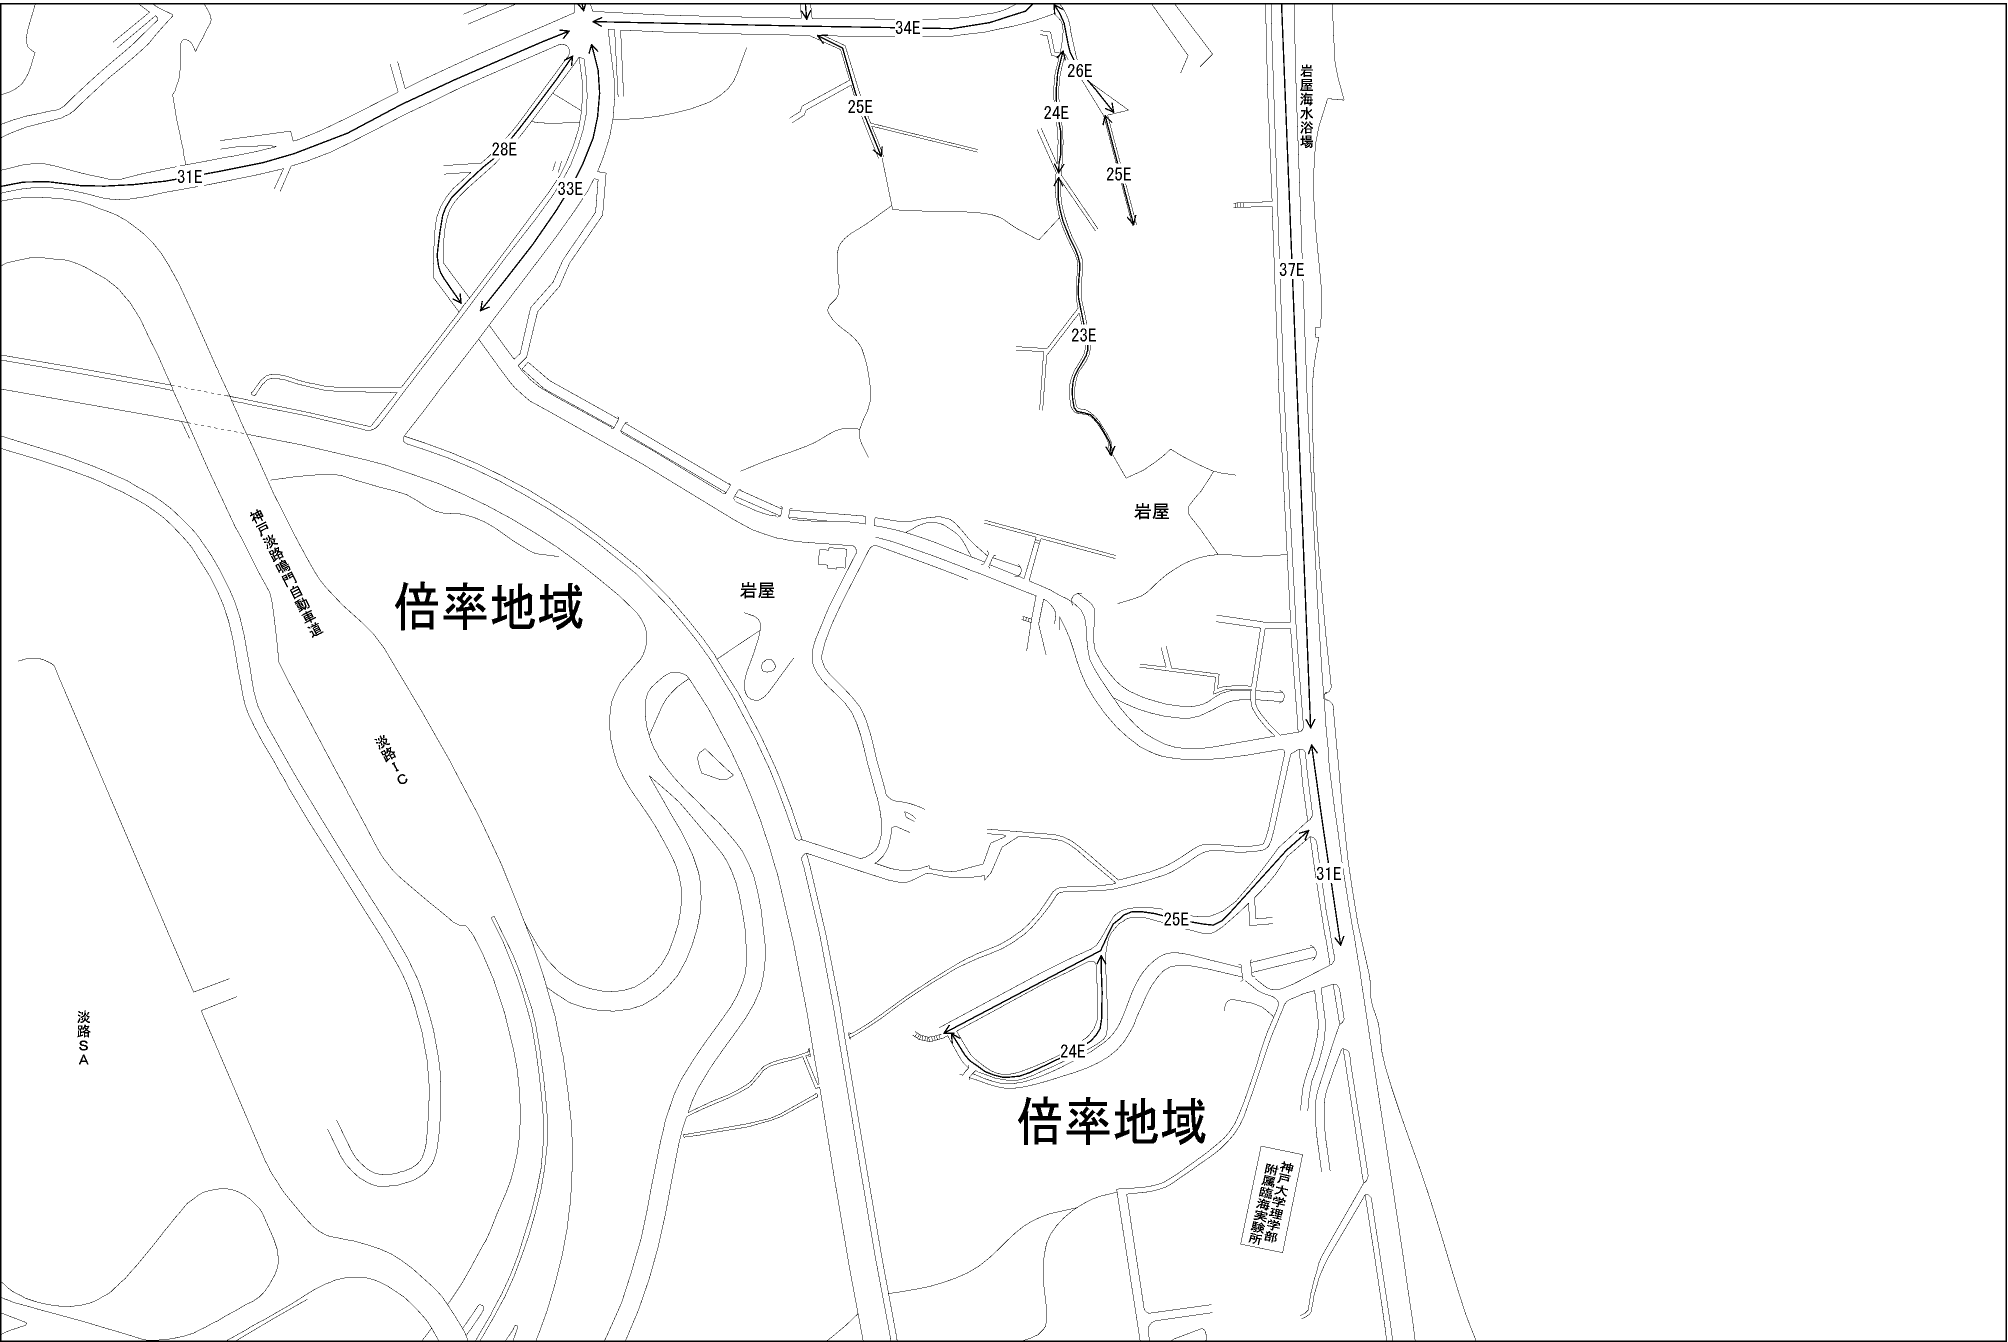 34E
26E
岩屋海水浴場
25E
24E
28E
25E
31E
33E
37E
23E
岩屋
神戸淡路鳴門自動車道
倍率地域
岩屋
淡路IC
31E
25E
淡路SA
24E
倍率地域
神戸大学理学部
附属臨海実験所